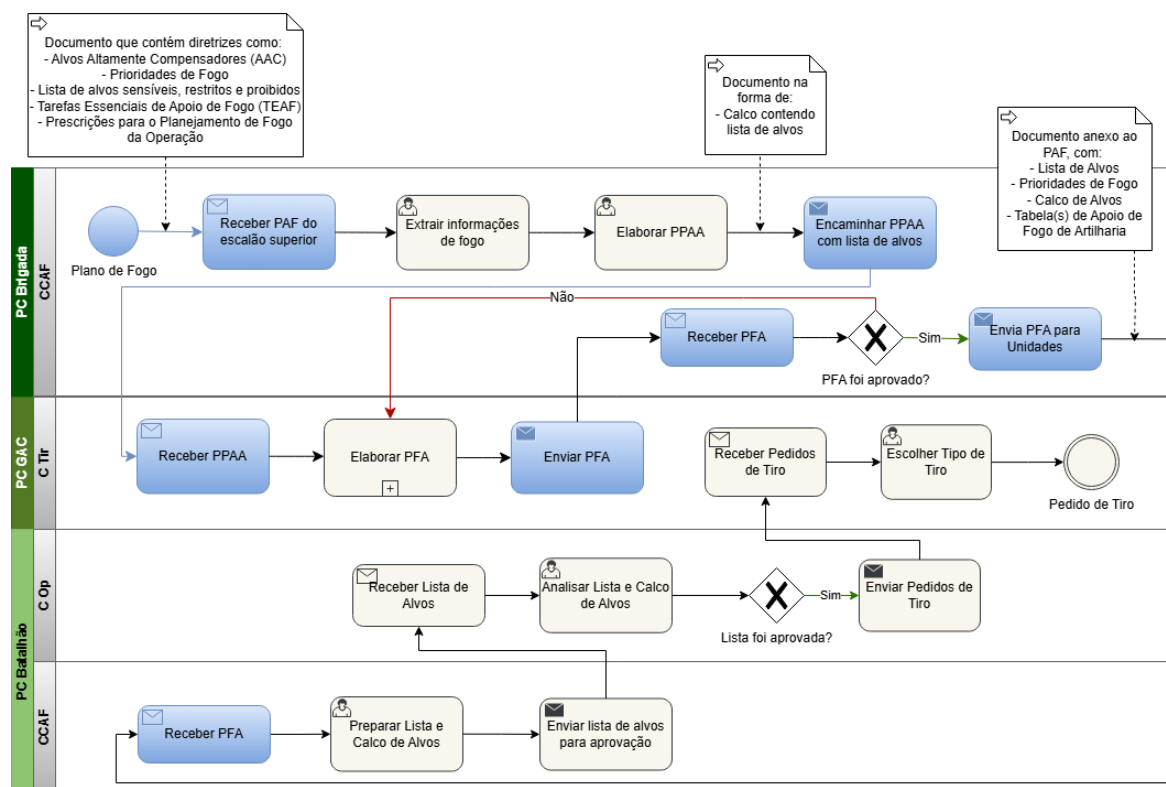 Documento que contém diretrizes como:
- Alvos Altamente Compensadores (AAC)
- Prioridades de Fogo
- Lista de alvos sensíveis, restritos e proibidos
- Tarefas Essenciais de Apoio de Fogo (TEAF)
- Prescrições para o Planejamento de Fogo
da Operação
Documento na
forma de:
- Calco contendo
lista de alvos
Documento anexo ao
PAF, com:
- Lista de Alvos
- Prioridades de Fogo
- Calco de Alvos
- Tabela(s) de Apoio de
Fogo de Artilharia
PC Brigada
CCAF
Plano de Fogo
Receber PAF do
escalão superior
Extrair informações
de fogo
Elaborar PPAA
Encaminhar PPAA
com lista de alvos
Não
Receber PFA
PFA foi aprovado?
Sim
Envia PFA para
Unidades
PC GAC
C Tir
Receber PPAA
Elaborar PFA
Enviar PFA
Receber Pedidos
de Tiro
Escolher Tipo de
Tiro
Pedido de Tiro
PC Batalhão
C Op
Receber Lista de
Alvos
Analisar Lista e Calco
de Alvos
Lista foi aprovada?
Sim
Enviar Pedidos de
Tiro
CCAF
Receber PFA
Preparar Lista e
Calco de Alvos
Enviar lista de alvos
para aprovação